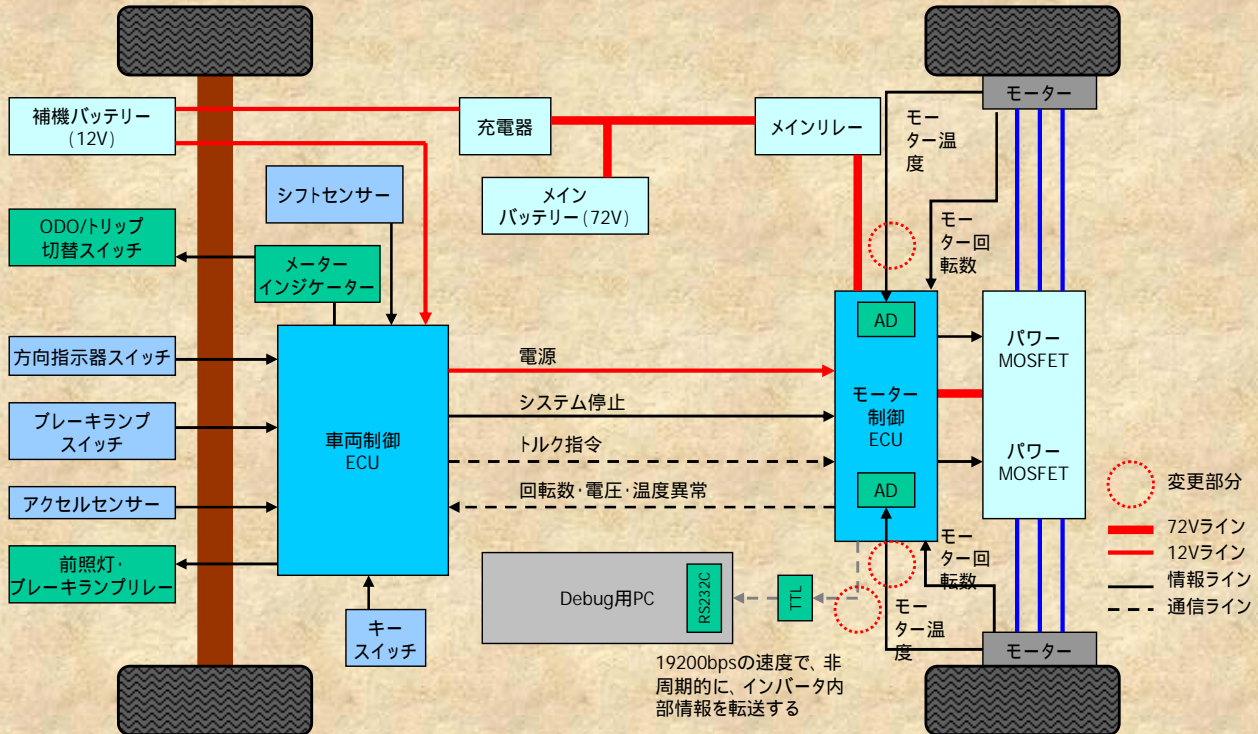 モーター
補機バッテリー
(12V)
充電器
メインリレー
モー
ター温
度
シフトセンサー
メイン
バッテリー(72V)
ODO/トリップ
切替スイッチ
メーター
インジケーター
モー
ター回
転数
AD
パワー
MOSFET
方向指示器スイッチ
電源
システム停止
モーター
制御
ECU
ブレーキランプ
スイッチ
車両制御
ECU
トルク指令
パワー
MOSFET
回転数・電圧・温度異常
AD
アクセルセンサー
変更部分
72Vライン
12Vライン
情報ライン
通信ライン
前照灯・
ブレーキランプリレー
モー
ター回
転数
Debug用PC
RS232C
TTL
モー
ター温
度
キー
スイッチ
モーター
19200bpsの速度で、非
周期的に、インバータ内
部情報を転送する